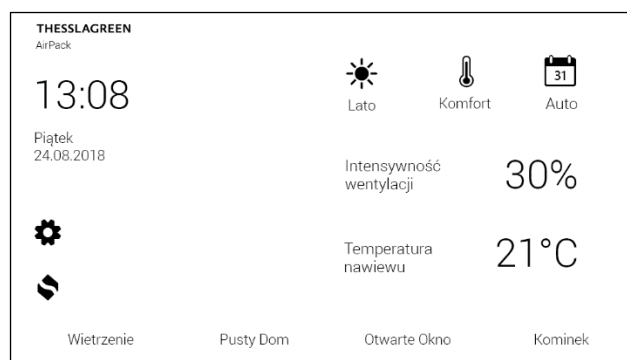 THESSLAGREEN
AirPack
13:08
Piątek
24.08.2018
31
Lato
Komfort
Auto
Intensywność
wentylacji
30%
Temperatura
nawiewu
21°C
Wietrzenie
Pusty Dom
Otwarte Okno
Kominek